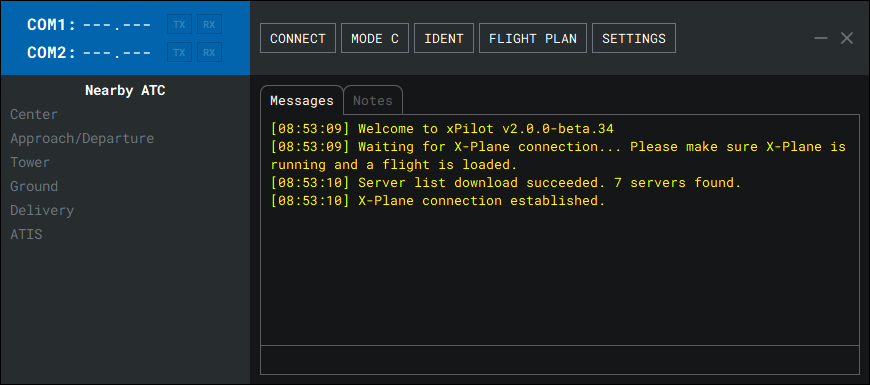 COM1: ---.--- TX RX
COM2: ---.--- TX RX
CONNECT MODE C IDENT FLIGHT PLAN SETTINGS
Nearby ATC
Center
Approach/Departure
Tower
Ground
Delivery
ATIS
Messages Notes
[08:53:09] Welcome to xPilot v2.0.0-beta.34
[08:53:09] Waiting for X-Plane connection... Please make sure X-Plane is
running and a flight is loaded.
[08:53:10] Server list download succeeded. 7 servers found.
[08:53:10] X-Plane connection established.